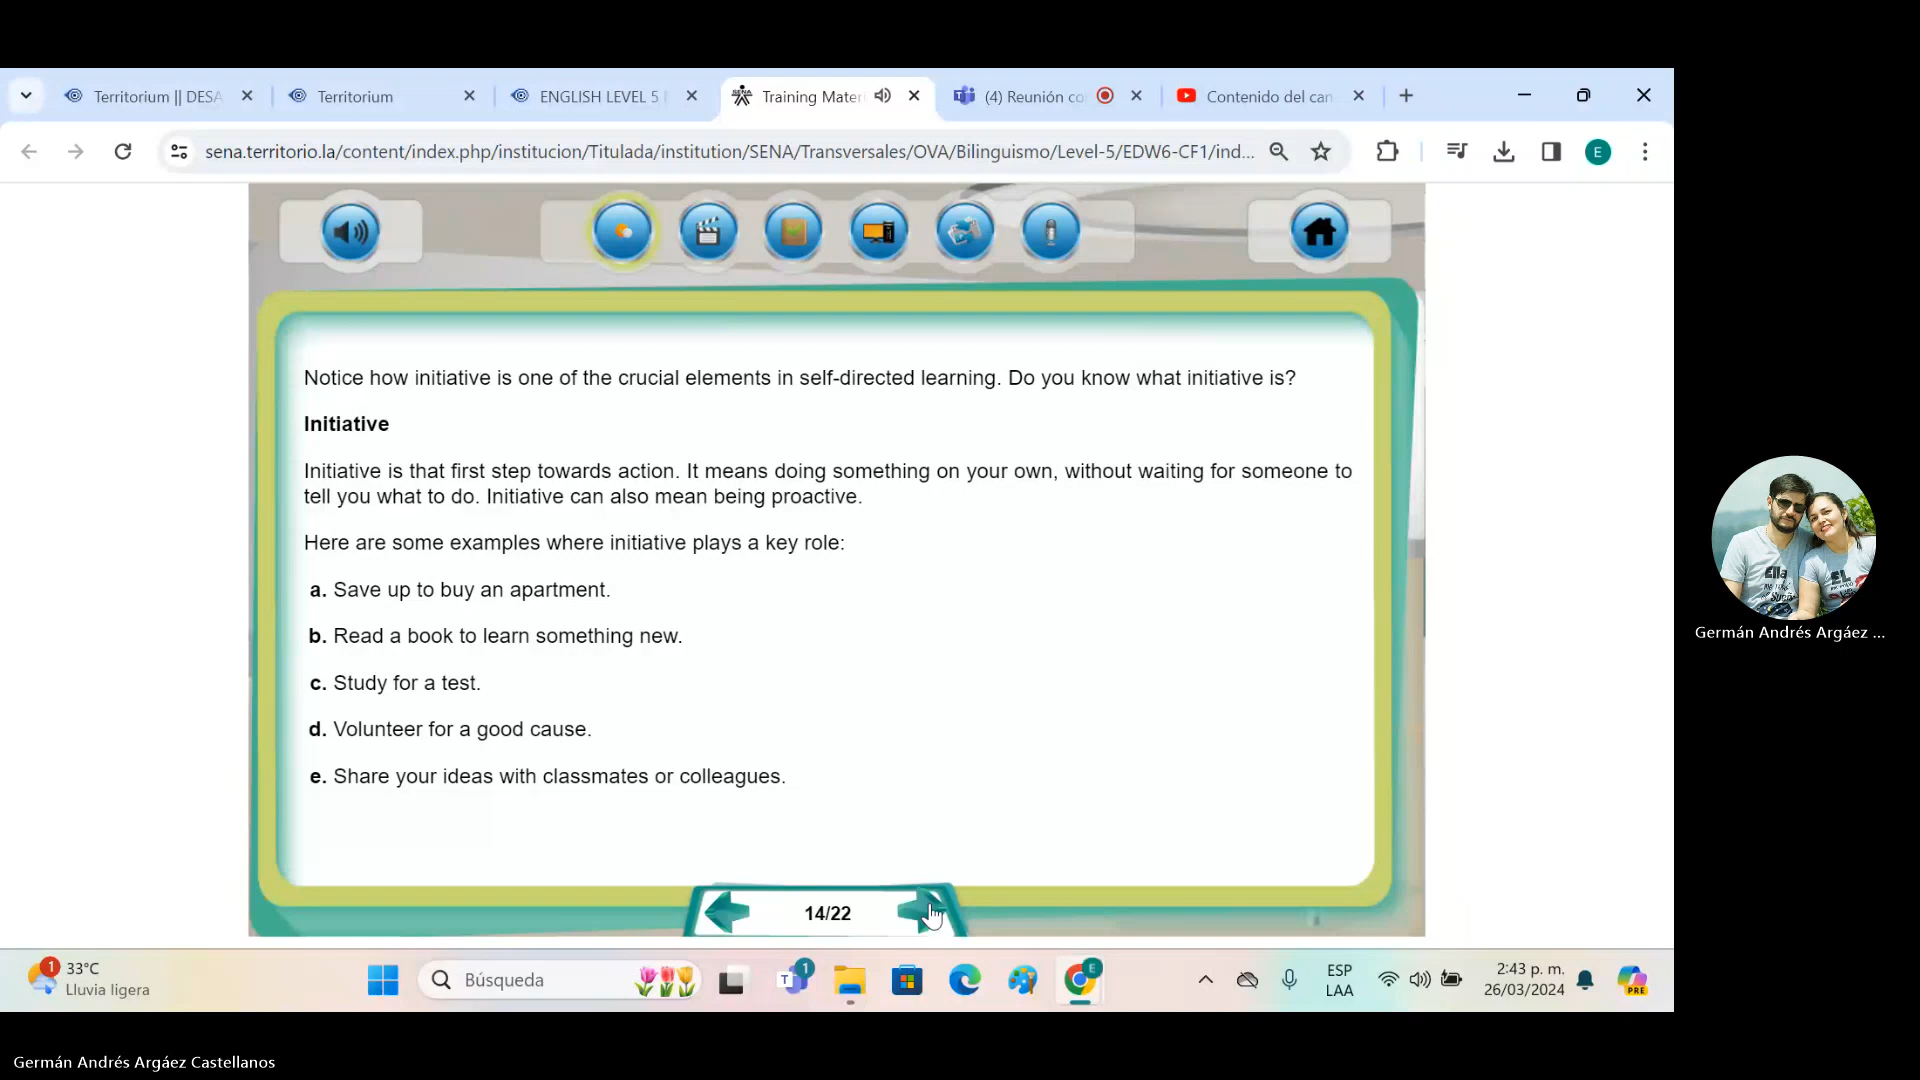 Territorium || DESA
Territorium
ENGLISH LEVEL 5
Training Mater
(4) Reunión co
Contenido del can
sena.territorio.la/content/index.php/institucion/Titulada/institution/SENA/Transversales/OVA/Bilinguismo/Level-5/EDW6-CF1/ind...
E
Notice how initiative is one of the crucial elements in self-directed learning. Do you know what initiative is?
Initiative
Initiative is that first step towards action. It means doing something on your own, without waiting for someone to
tell you what to do. Initiative can also mean being proactive.
Here are some examples where initiative plays a key role:
a. Save up to buy an apartment.
b. Read a book to learn something new.
c. Study for a test.
d. Volunteer for a good cause.
e. Share your ideas with classmates or colleagues.
14/22
Ella
EL
Germán Andrés Argáez ...
1
33°C
Lluvia ligera
Búsqueda
1
E
ESP
LAA
2:43 p. m.
26/03/2024
PRE
Germán Andrés Argáez Castellanos